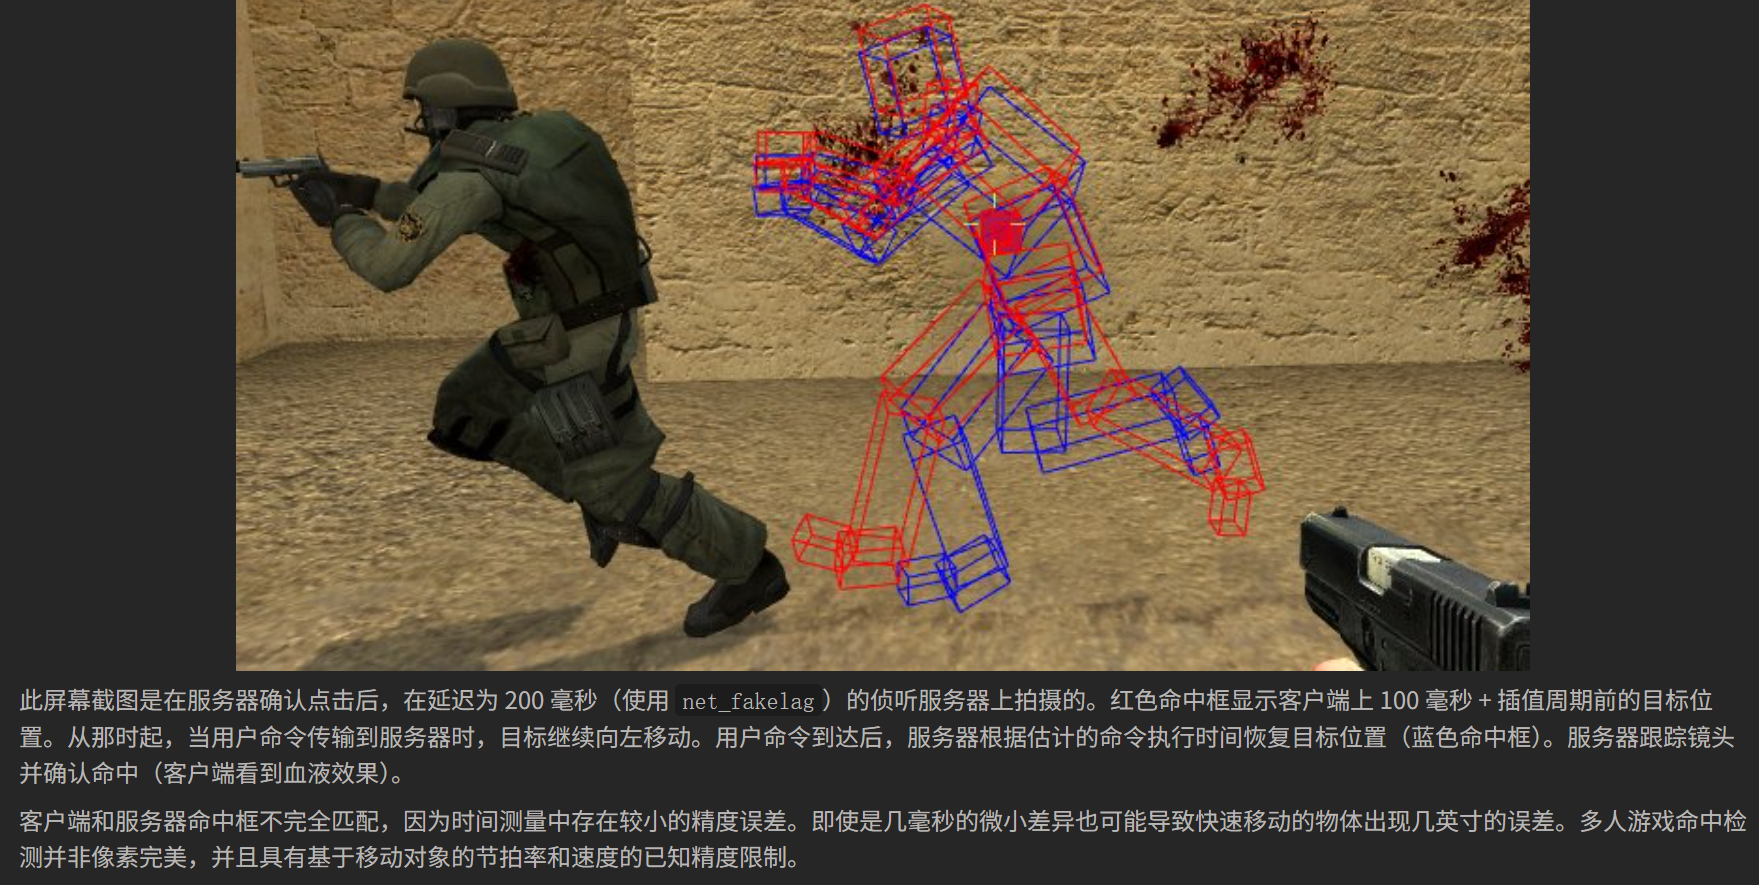 此屏幕截图是在服务器确认点击后，在延迟为 200 毫秒（使用 net_fakelag ）的侦听服务器上拍摄的。红色命中框显示客户端上 100 毫秒 + 插值周期前的目标位
置。从那时起，当用户命令传输到服务器时，目标继续向左移动。用户命令到达后，服务器根据估计的命令执行时间恢复目标位置（蓝色命中框）。服务器跟踪镜头
并确认命中（客户端看到血液效果）。
客户端和服务器命中框不完全匹配，因为时间测量中存在较小的精度误差。即使是几毫秒的微小差异也可能导致快速移动的物体出现几英寸的误差。多人游戏命中检
测并非像素完美，并且具有基于移动对象的节拍率和速度的已知精度限制。